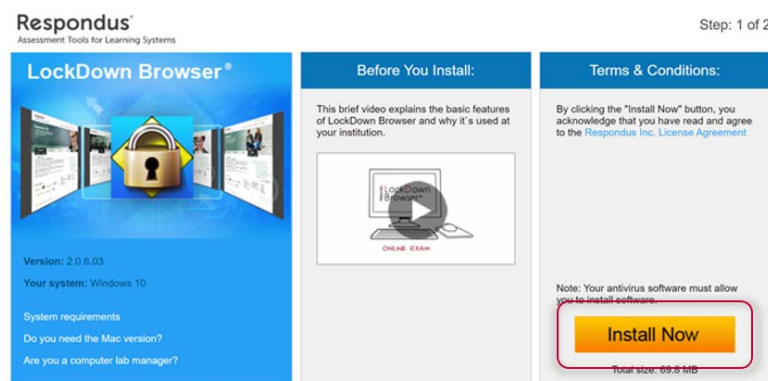 Respondus®
Assessment Tools for Learning Systems
Step: 1 of 2
LockDown Browser®
Version: 2.0.6.03
Your system: Windows 10
System requirements
Do you need the Mac version?
Are you a computer lab manager?
Before You Install:
This brief video explains the basic features
of LockDown Browser and why it`s used at
your institution.
LockDown
Browser
ONLINE EXAM
Terms & Conditions:
By clicking the "Install Now" button, you
acknowledge that you have read and agree
to the Respondus Inc. License Agreement
Note: Your antivirus software must allow
you to install software.
Install Now
Total size: 69.8 MB